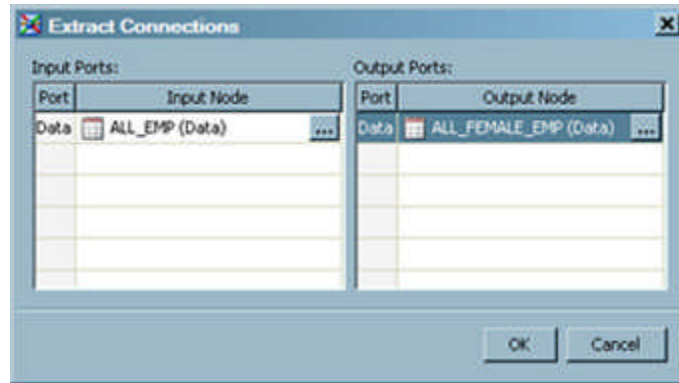 Extract Connections
Input Ports: Output Ports:
Port Input Node Port Output Node
Data ALL_EMP (Data) ... Data ALL_FEMALE_EMP (Data) ...
OK Cancel